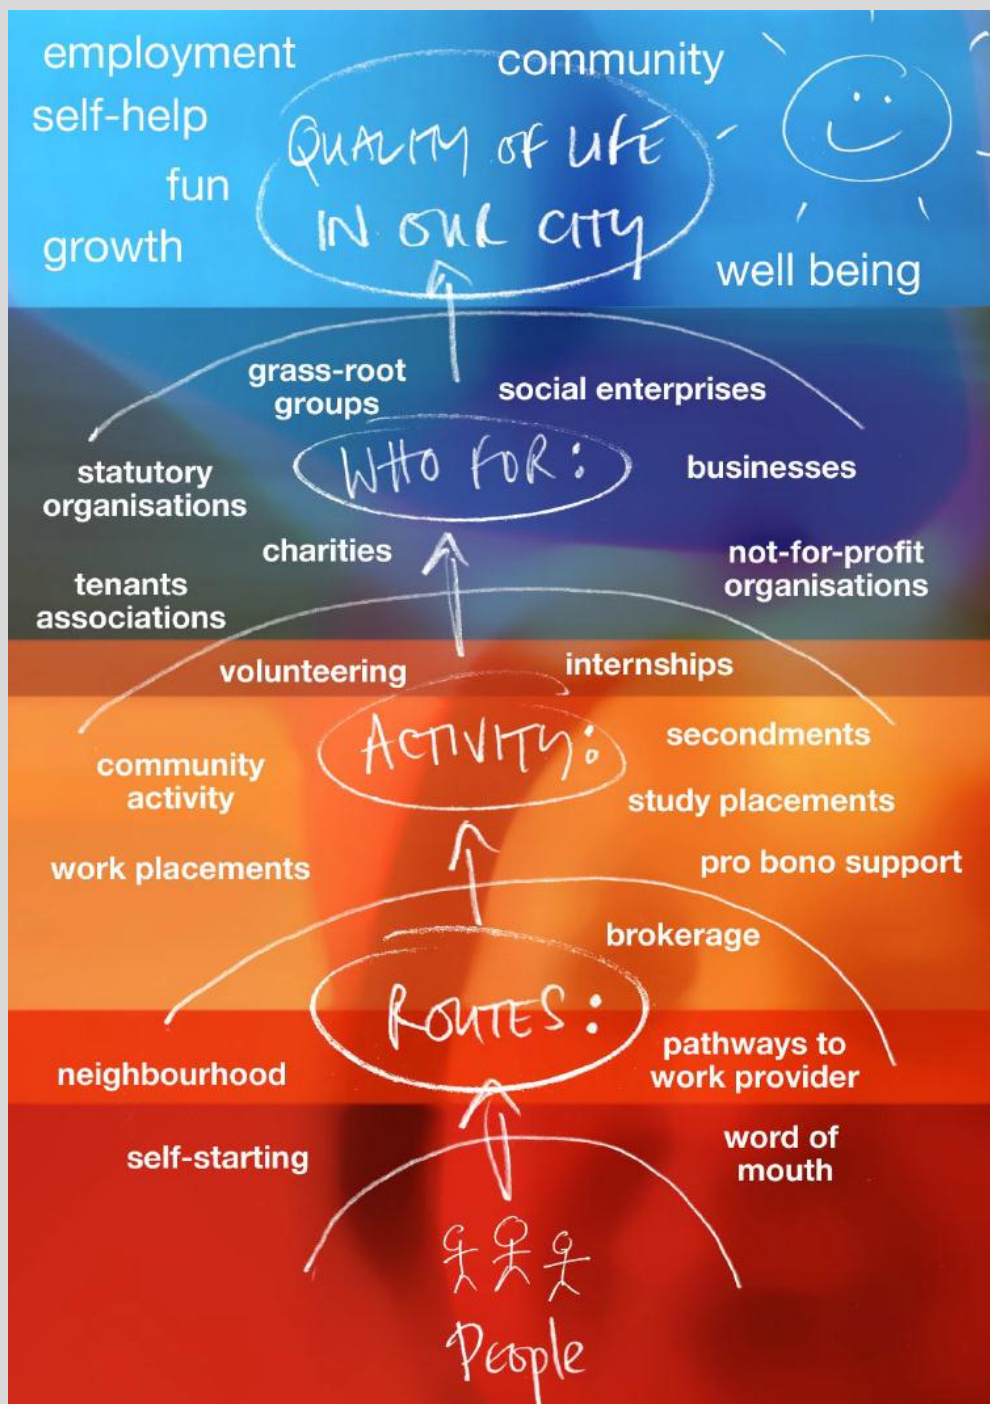 employment
community
self-help
QUALITY OF LIFE
fun
IN OUR CITY
growth
well being
grass-root
groups
social enterprises
WHO FOR:
statutory
organisations
businesses
charities
not-for-profit
organisations
tenants
associations
volunteering
internships
ACTIVITY:
secondments
community
activity
study placements
work placements
pro bono support
brokerage
ROUTES:
neighbourhood
pathways to
work provider
self-starting
word of
mouth
People